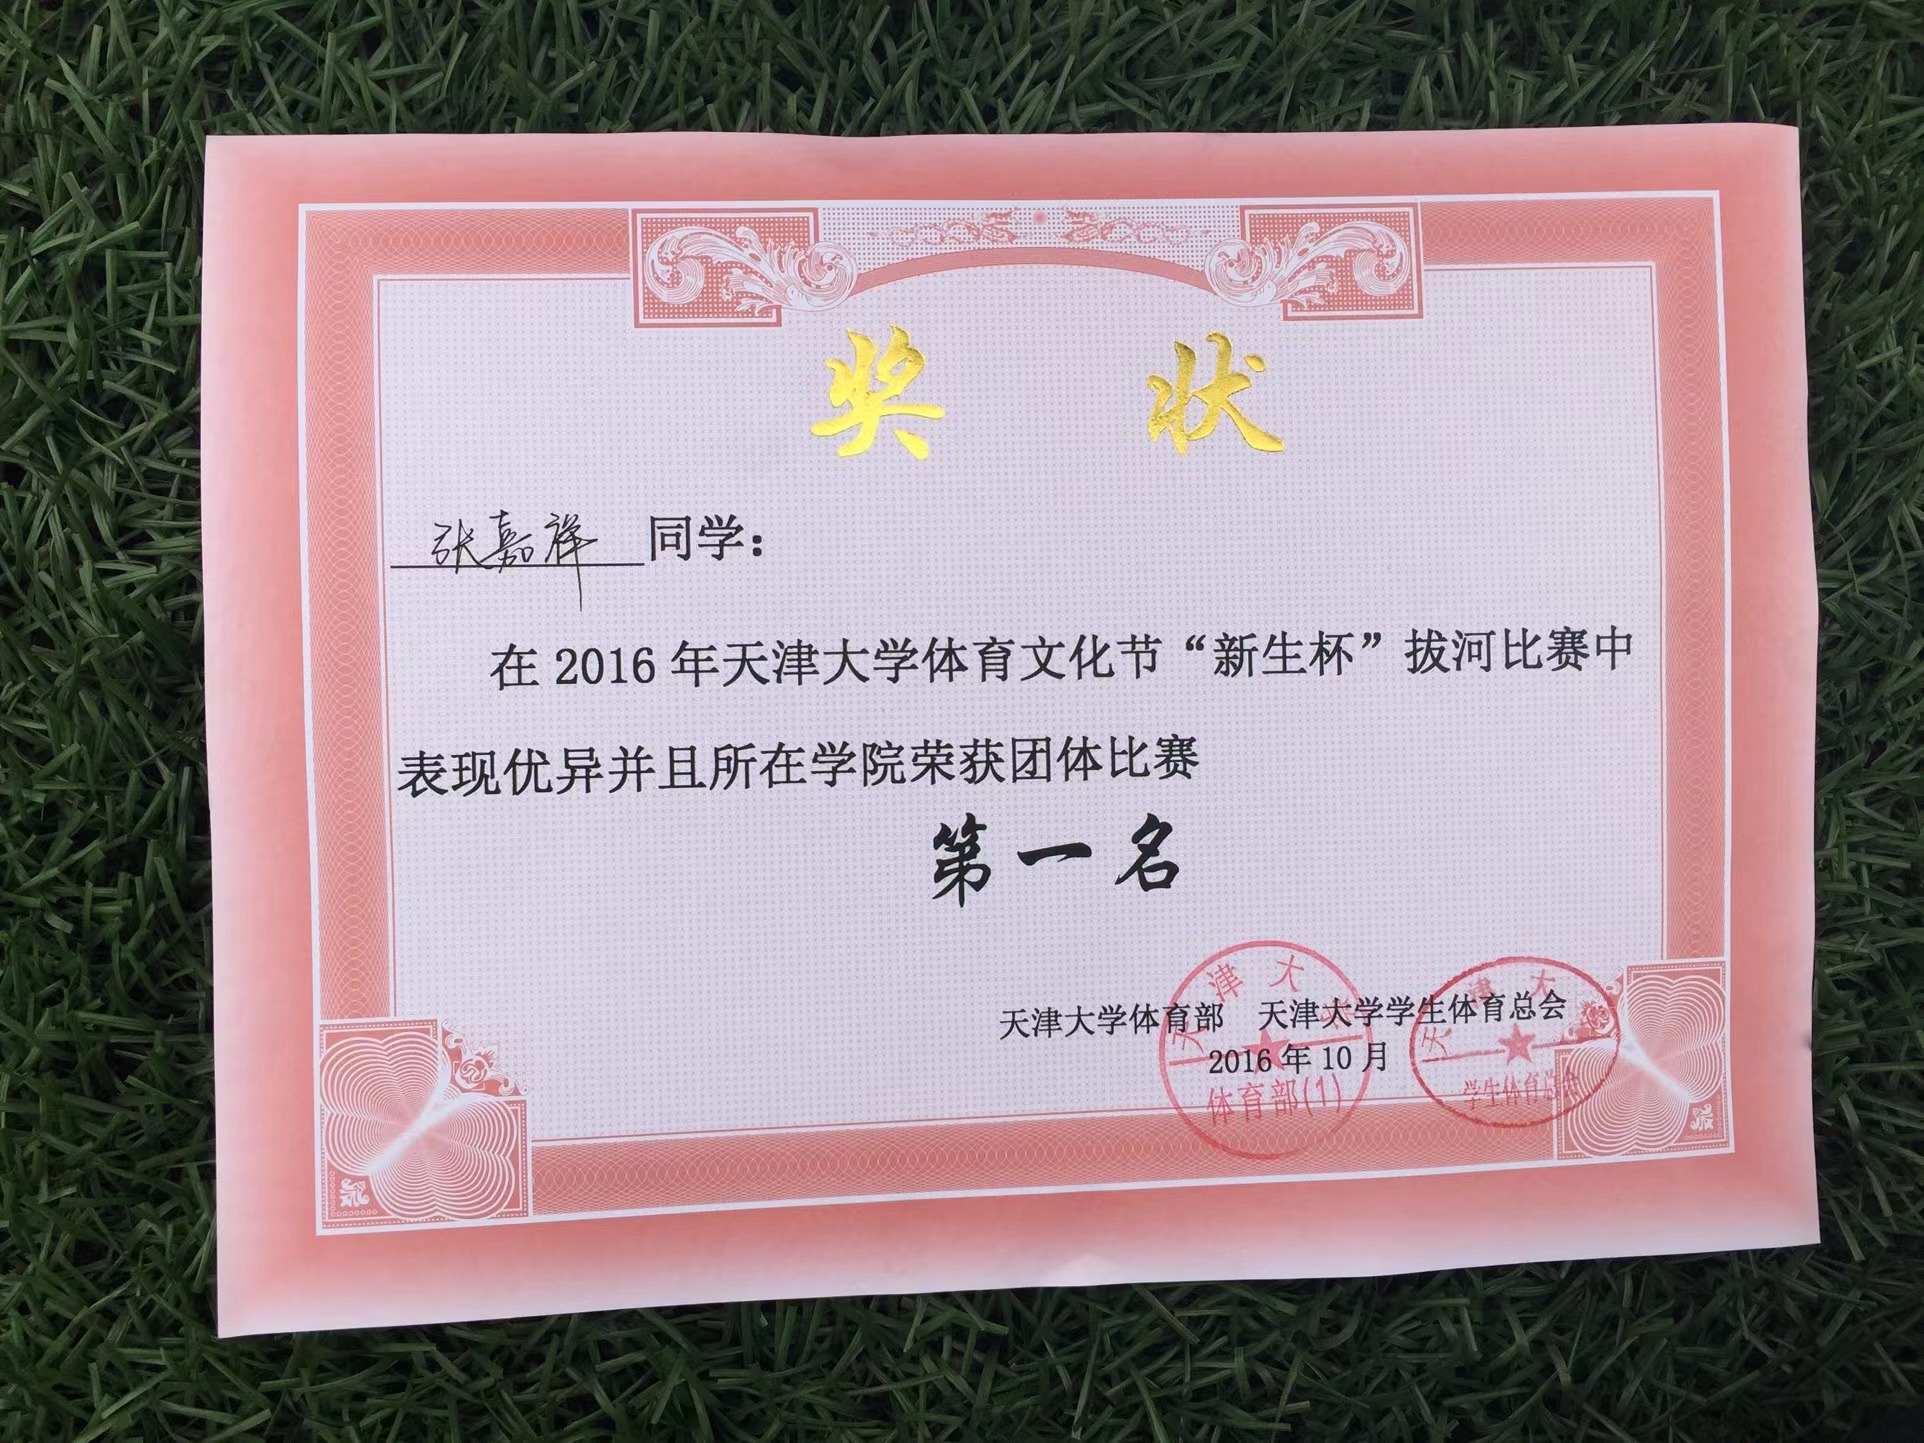 奖 状
张嘉祥 同学：
在 2016 年天津大学体育文化节“新生杯”拔河比赛中
表现优异并且所在学院荣获团体比赛
第一名
天津大学体育部 天津大学学生体育总会
2016 年 10 月
天津大学
体育部(1)
天津大
学生体育总会